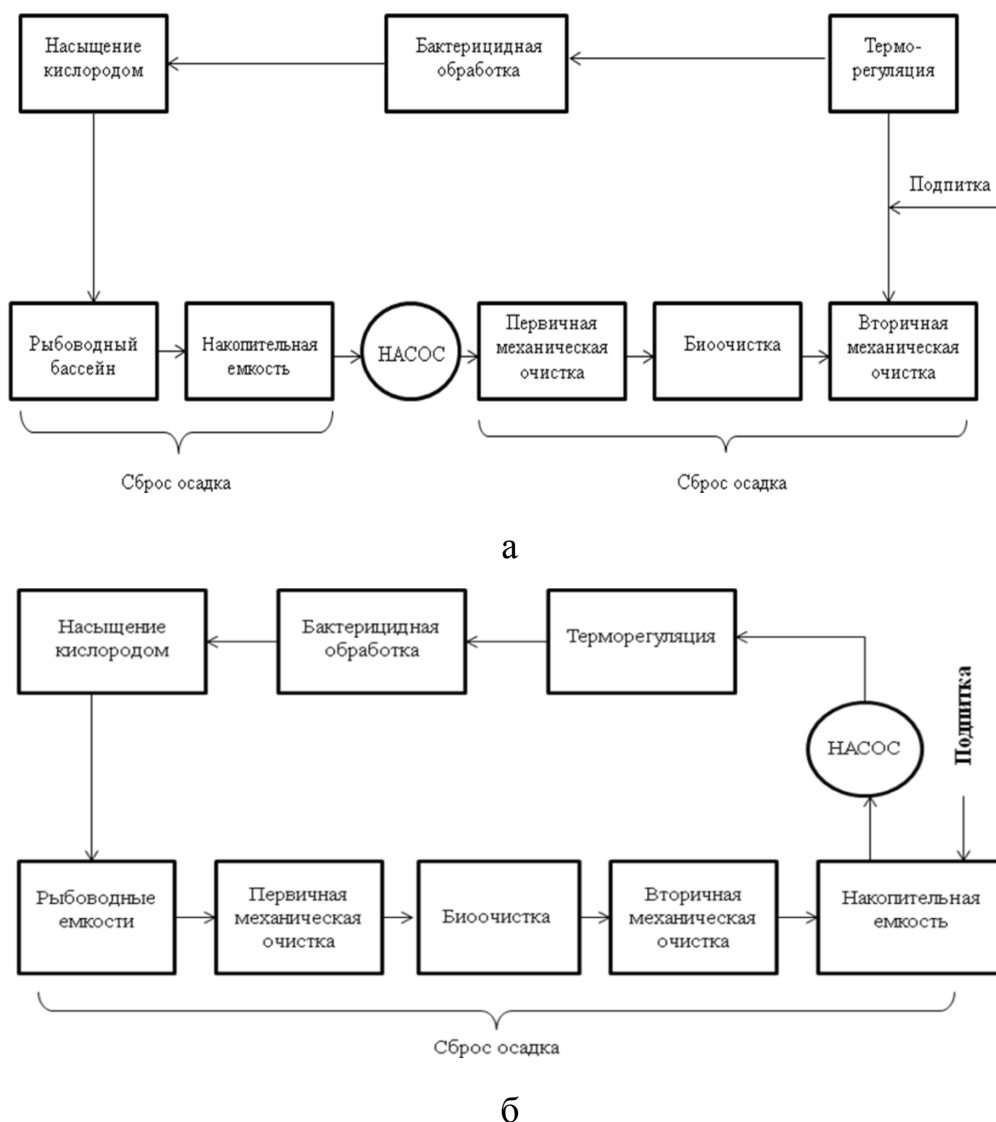 Насыщение
кислородом
Бактерицидная
обработка
Термо-
регуляция
Подпитка
Рыбоводный
бассейн
Накопительная
емкость
НАСОС
Первичная
механическая
очистка
Биоочистка
Вторичная
механическая
очистка
Сброс осадка
Сброс осадка
а
Насыщение
кислородом
Бактерицидная
обработка
Терморегуляция
НАСОС
Подпитка
Рыбоводные
емкости
Первичная
механическая
очистка
Биоочистка
Вторичная
механическая
очистка
Накопительная
емкость
Сброс осадка
б